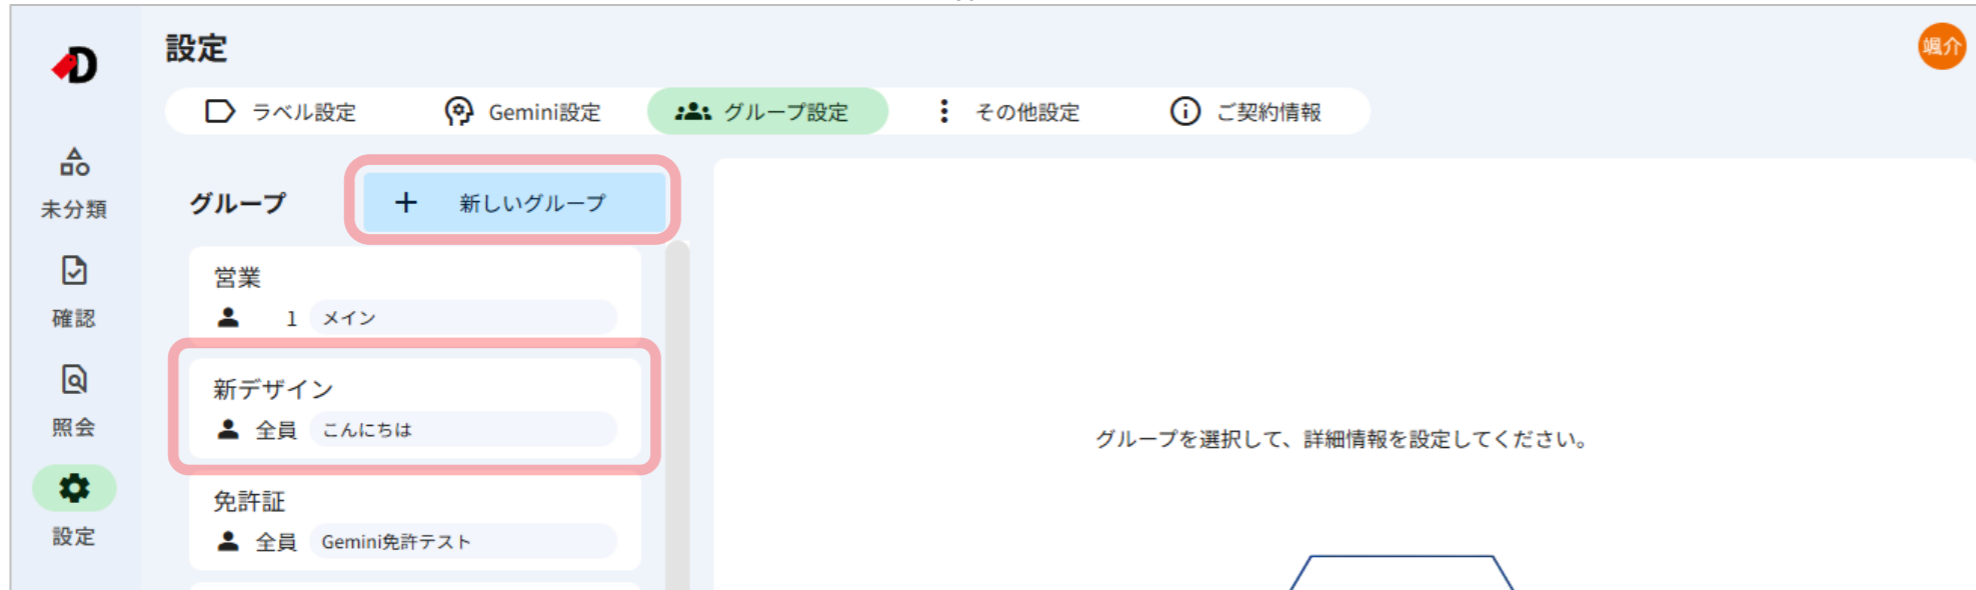 設定
颯介
ラベル設定
Gemini設定
グループ設定
その他設定
ご契約情報
未分類
確認
照会
設定
グループ
+ 新しいグループ
営業
1 メイン
新デザイン
全員 こんにちは
免許証
全員 Gemini免許テスト
グループを選択して、詳細情報を設定してください。